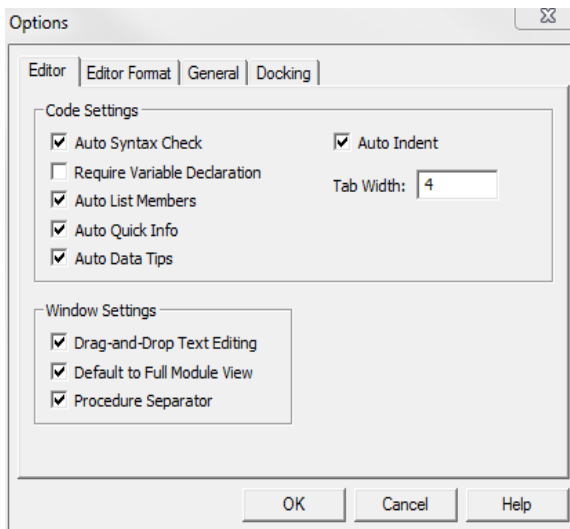 Options
Editor Editor Format General Docking
Code Settings
Auto Syntax Check
Auto Indent
Require Variable Declaration
Tab Width: 4
Auto List Members
Auto Quick Info
Auto Data Tips
Window Settings
Drag-and-Drop Text Editing
Default to Full Module View
Procedure Separator
OK Cancel Help